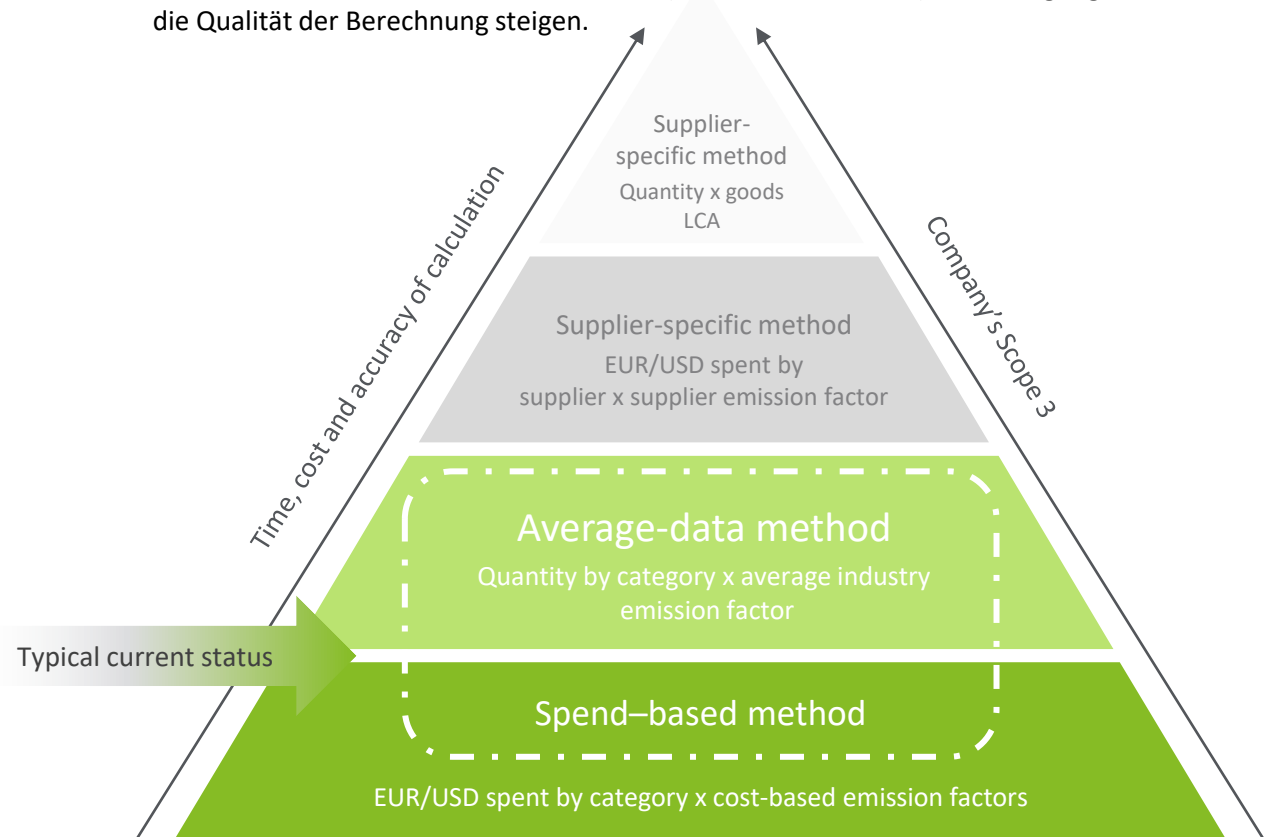 die Qualität der Berechnung steigen.
Supplier-
specific method
Quantity x goods
LCA
Time, cost and accuracy of calculation
Company's Scope 3
Supplier-specific method
EUR/USD spent by
supplier x supplier emission factor
Average-data method
Quantity by category x average industry
emission factor
Typical current status
Spend–based method
EUR/USD spent by category x cost-based emission factors